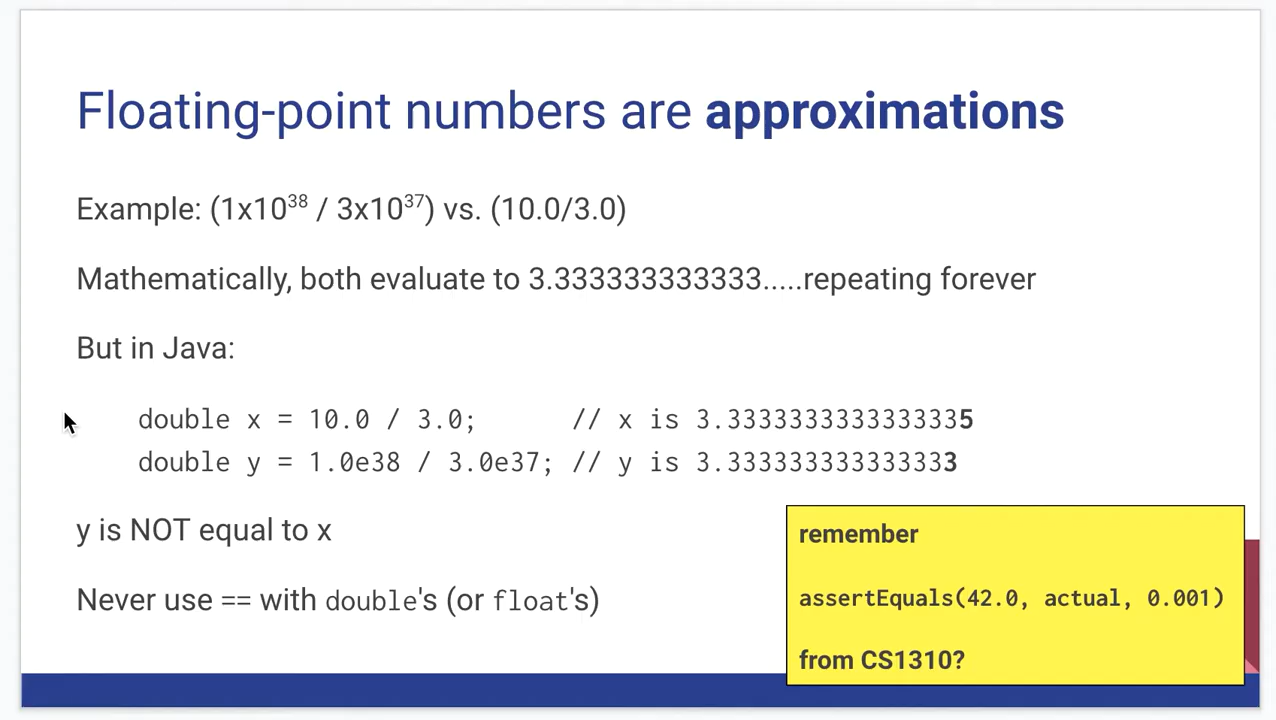 Floating-point numbers are approximations
Example: (1x10³⁸ / 3x10³⁷) vs. (10.0/3.0)
Mathematically, both evaluate to 3.333333333333.....repeating forever
But in Java:
double x = 10.0 / 3.0; // x is 3.3333333333333335
double y = 1.0e38 / 3.0e37; // y is 3.333333333333333
y is NOT equal to x
Never use == with double's (or float's)
remember
assertEquals(42.0, actual, 0.001)
from CS1310?